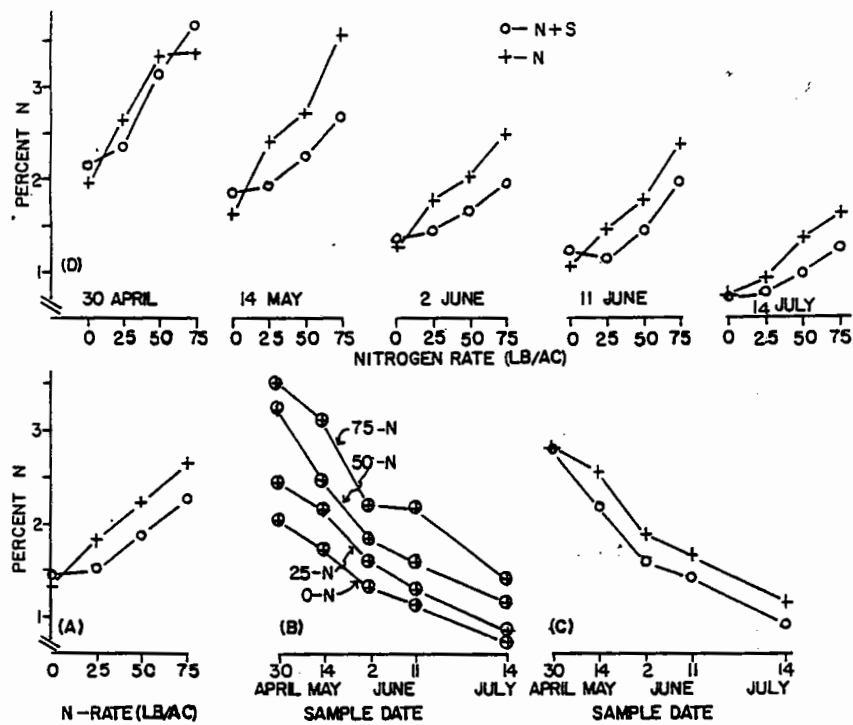 PERCENT N
3
2
1
O- N+S
+- N
(D)
30 APRIL
14 MAY
2 JUNE
11 JUNE
14 JULY
0 25 50 75
0 25 50 75
0 25 50 75
0 25 50 75
0 25 50 75
NITROGEN RATE (LB/AC)
PERCENT N
3
2
1
(A)
0 25 50 75
N-RATE (LB/AC)
75-N
50-N
25-N
0-N
(B)
30 14 2 11 14
APRIL MAY JUNE JULY
SAMPLE DATE
(C)
30 14 2 11 14
APRIL MAY JUNE JULY
SAMPLE DATE